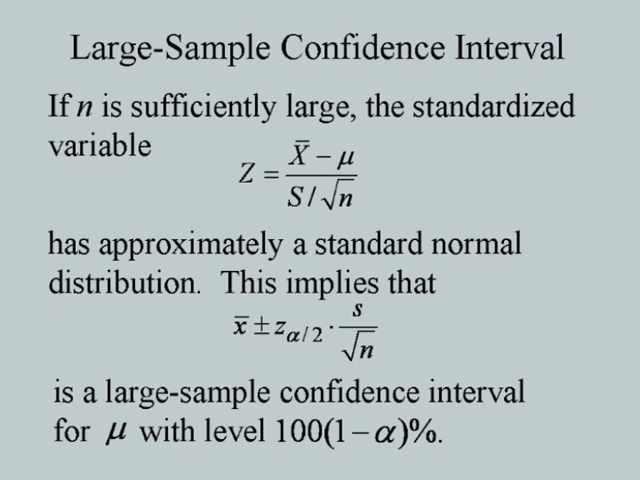 Large-Sample Confidence Interval
If n is sufficiently large, the standardized
variable
Z = (X̄ − μ) / (S/√n)
has approximately a standard normal
distribution. This implies that
x̄ ± z_{α/2} · s/√n
is a large-sample confidence interval
for μ with level 100(1−α)%.